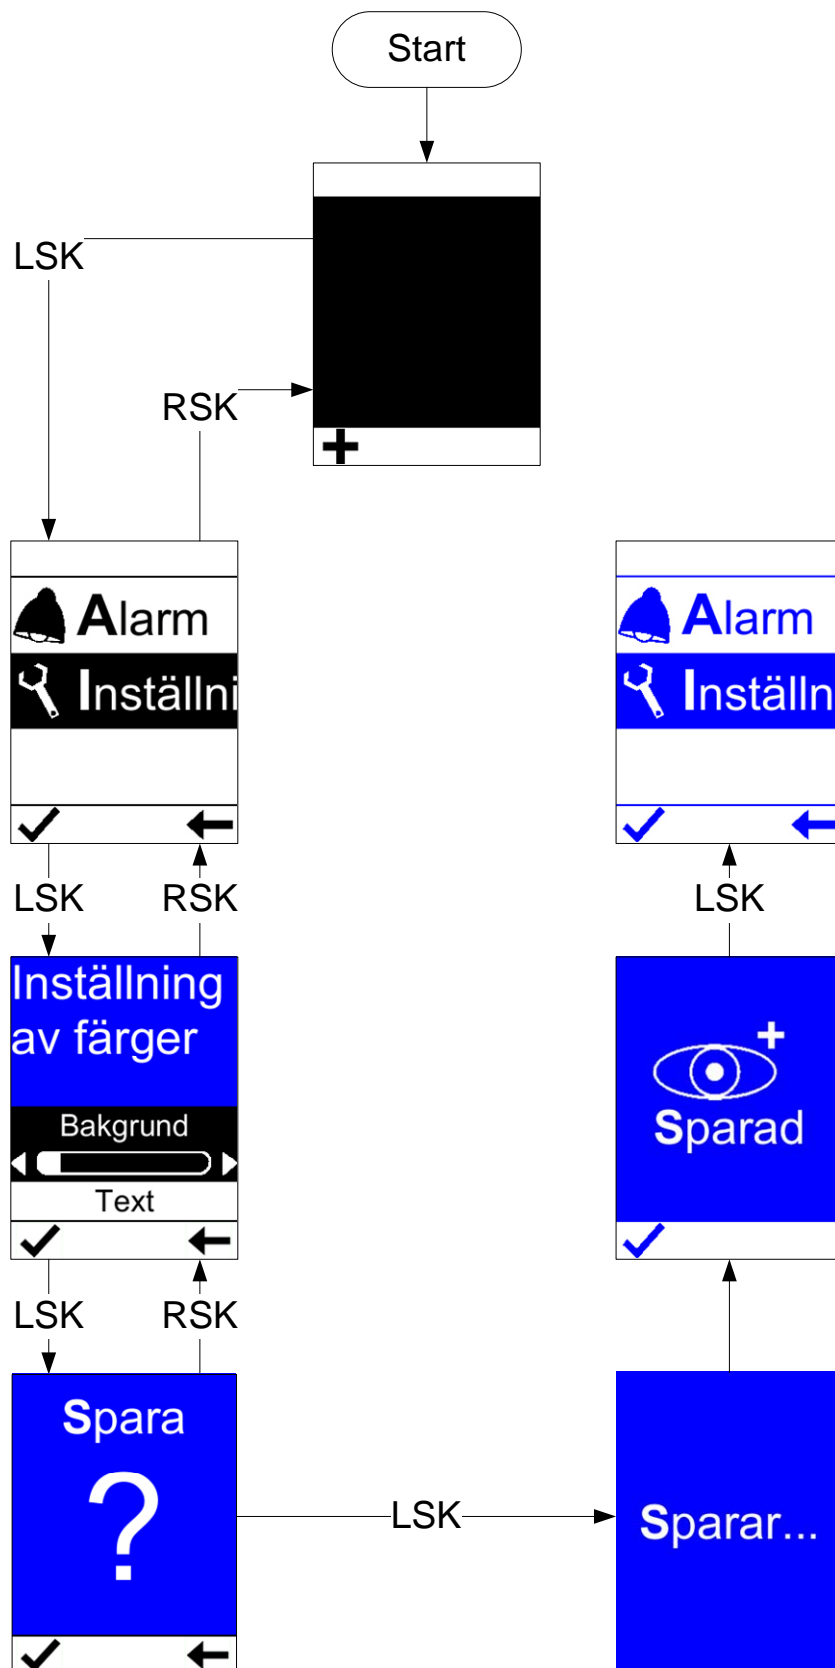 Start
LSK
RSK
Alarm
Inställni
LSK
RSK
Inställning
av färger
Bakgrund
Text
LSK
RSK
Spara
?
LSK
Sparar...
Sparad
LSK
Alarm
Inställn